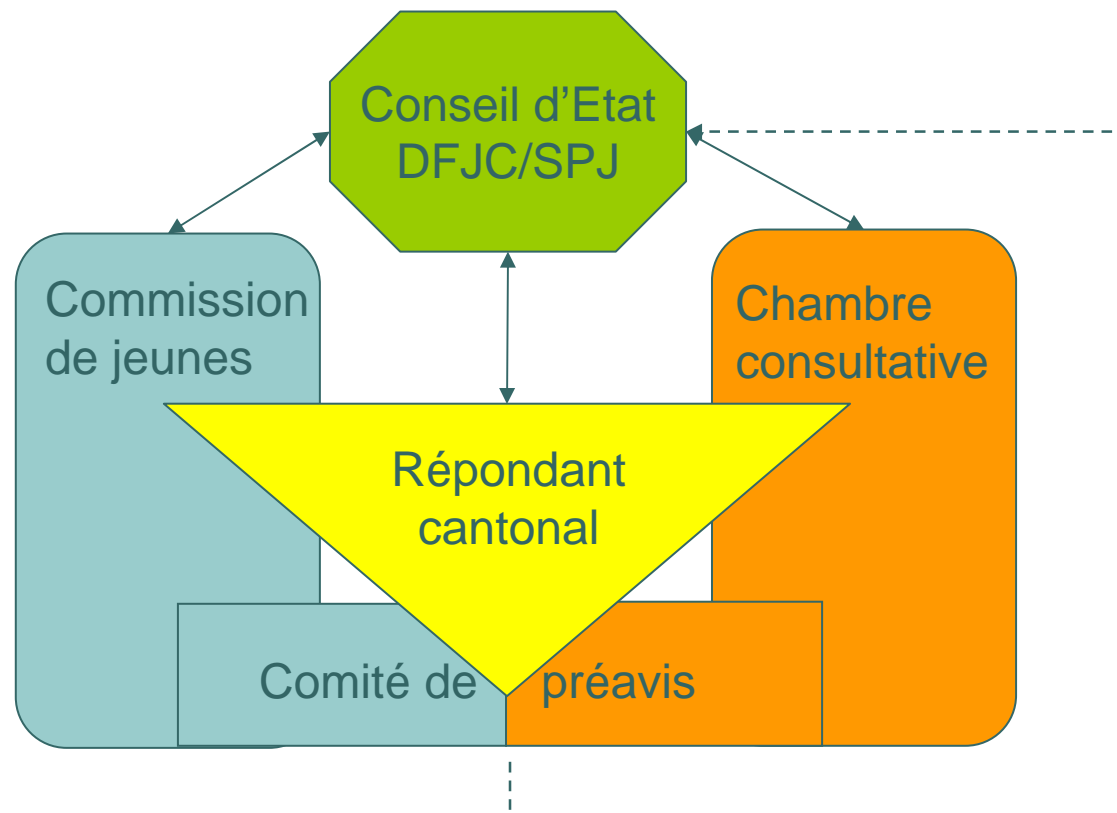 Conseil d'Etat
DFJC/SPJ
Commission
de jeunes
Chambre
consultative
Répondant
cantonal
Comité de préavis